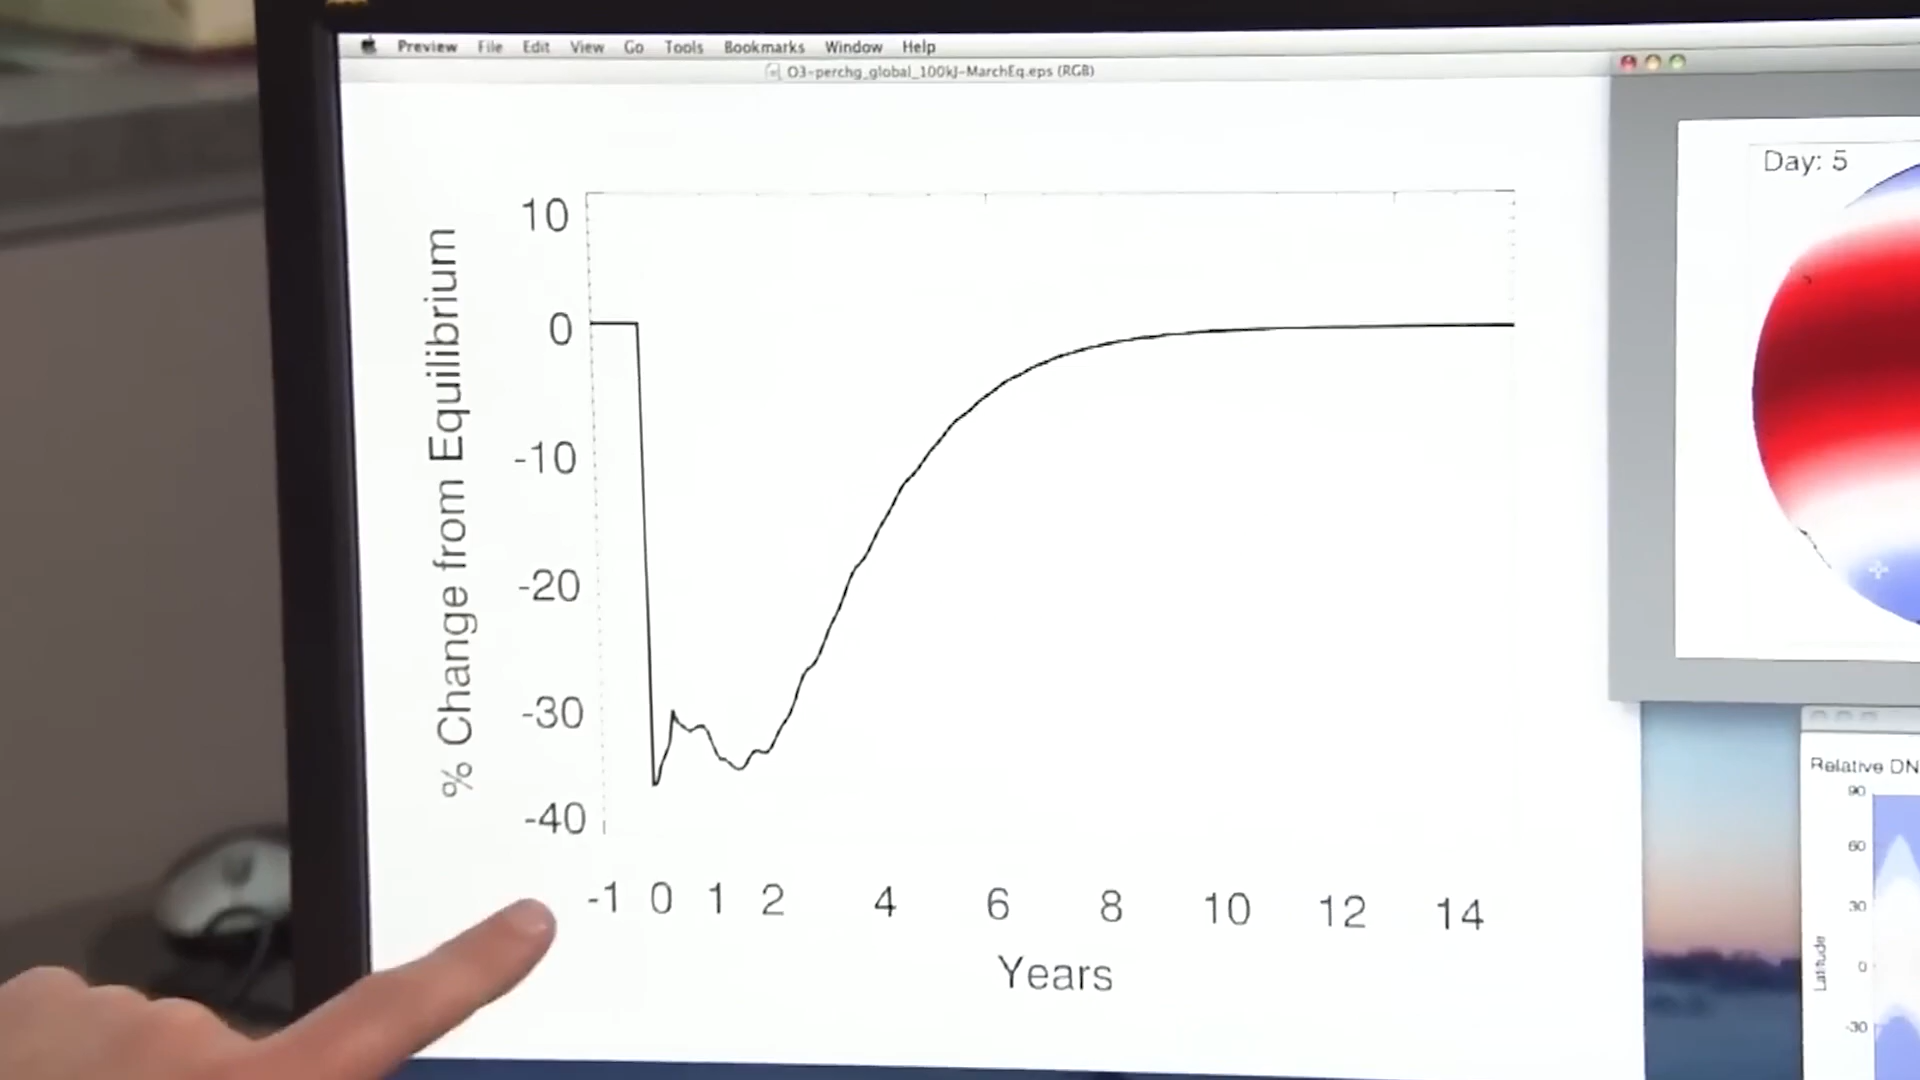 Preview File Edit View Go Tools Bookmarks Window Help
O3-perchg_global_100kJ-MarchEq.eps (RGB)
% Change from Equilibrium
10
0
-10
-20
-30
-40
-1 0 1 2 4 6 8 10 12 14
Years
Day: 5
Relative DN
Latitude
90
60
30
0
-30